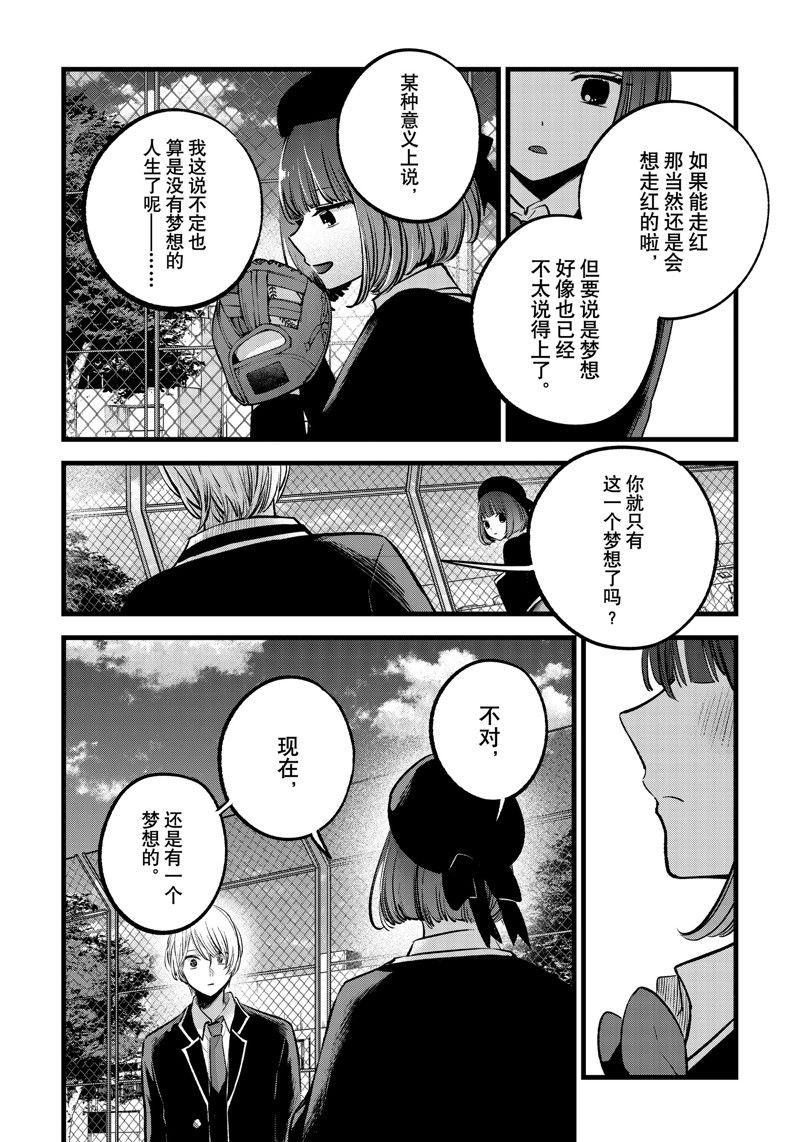 如果能走红
那当然还是会
想走红的啦，
但要说是梦想
好像也已经
不太说得上了。
某种意义上说，
我这说不定也
算是没有梦想的
人生了呢——……
你就只有
这一个梦想了吗？
不对，
现在，
还是有一个
梦想的。